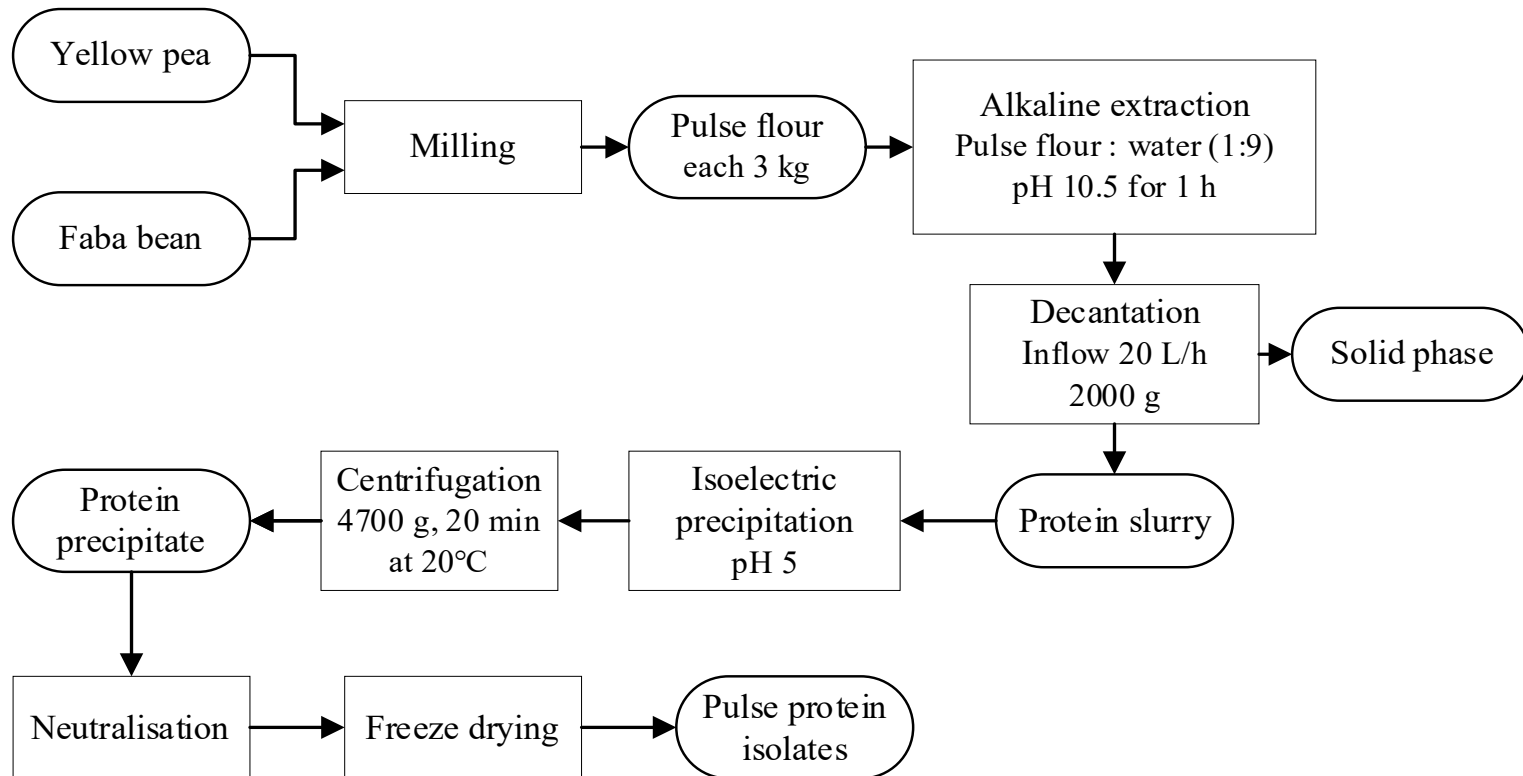 Yellow pea
Faba bean
Milling
Pulse flour
each 3 kg
Alkaline extraction
Pulse flour : water (1:9)
pH 10.5 for 1 h
Decantation
Inflow 20 L/h
2000 g
Solid phase
Protein slurry
Isoelectric
precipitation
pH 5
Centrifugation
4700 g, 20 min
at 20°C
Protein
precipitate
Neutralisation
Freeze drying
Pulse protein
isolates